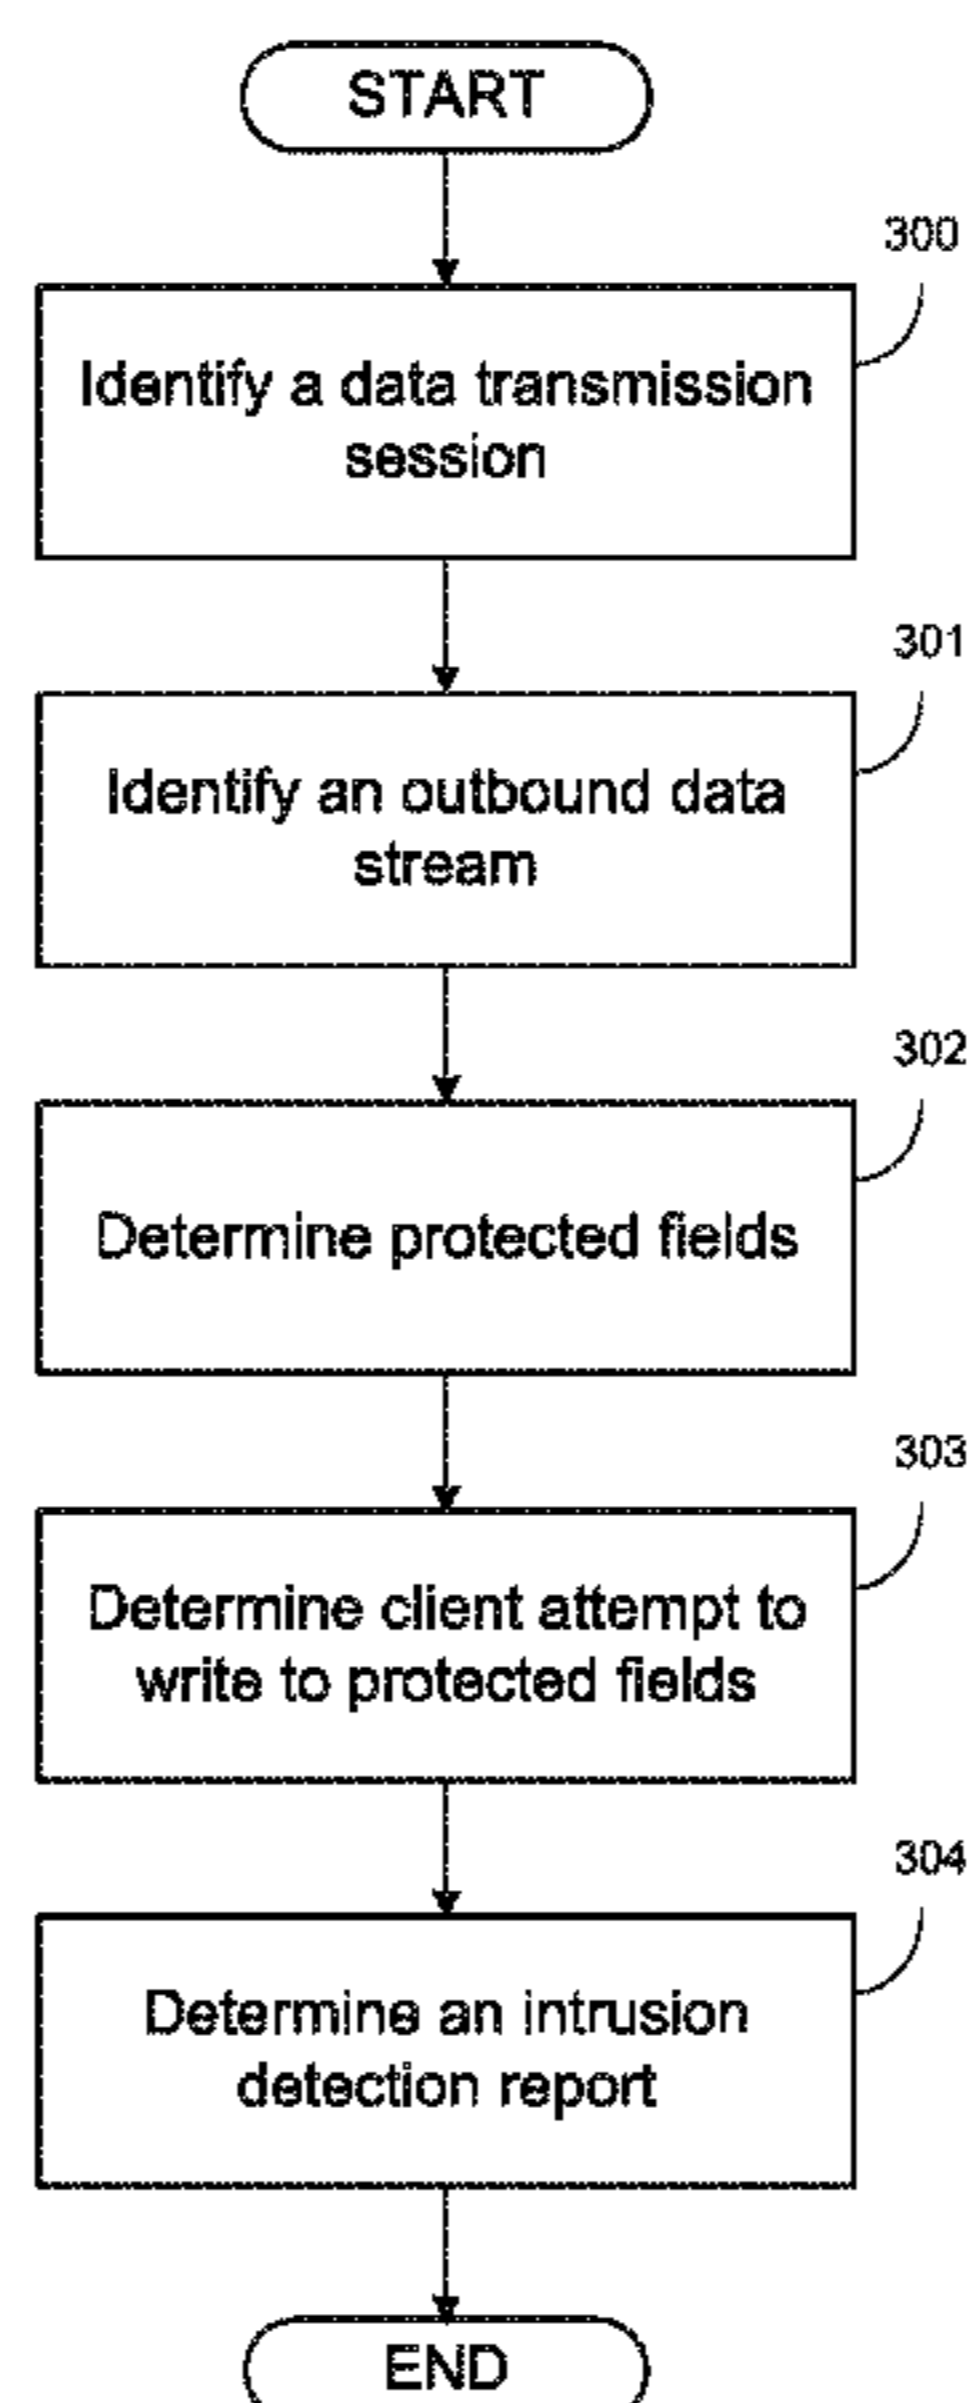 START
300
Identify a data transmission
session
301
Identify an outbound data
stream
302
Determine protected fields
303
Determine client attempt to
write to protected fields
304
Determine an intrusion
detection report
END